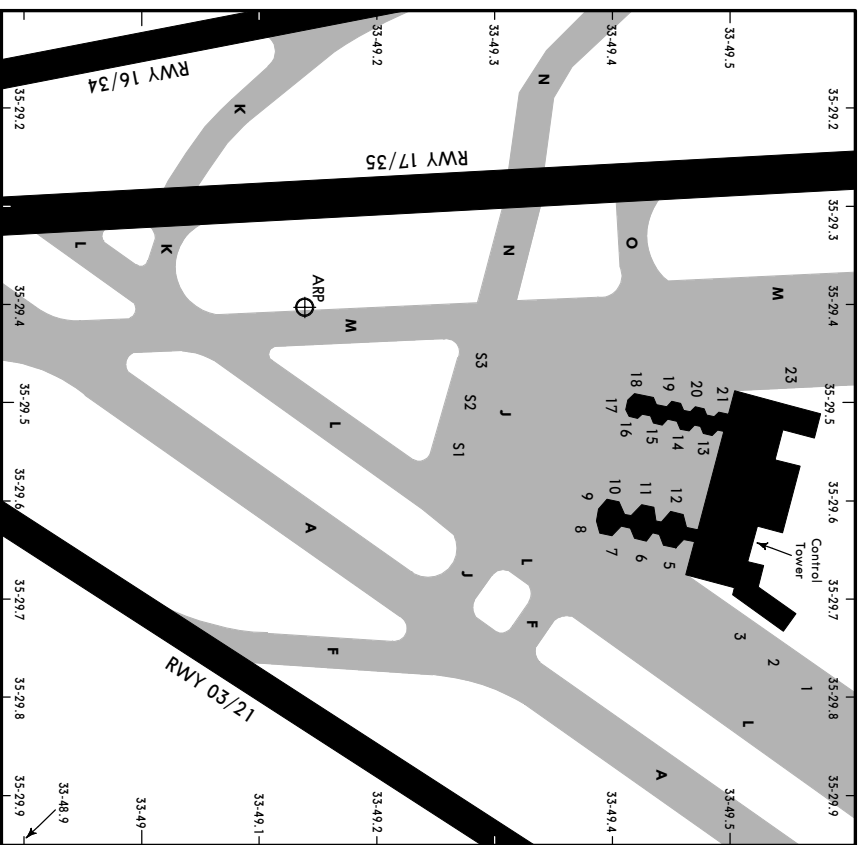 33-49.2
33-49.3
33-49.4
33-49.5
35-29.2
35-29.2
RWY 16/34
K
N
RWY 17/35
35-29.3
L
K
N
O
ARP
M
M
35-29.4
35-29.4
S3
S2
S1
J
23
18
19
20
21
17
16
15
14
13
35-29.5
35-29.5
L
9
10
11
12
8
7
6
5
35-29.6
35-29.6
Control
Tower
A
J
L
F
35-29.7
35-29.7
F
3
2
1
RWY 03/21
L
35-29.8
35-29.8
A
35-29.9
35-29.9
33-48.9
33-49
33-49.1
33-49.2
33-49.4
33-49.5